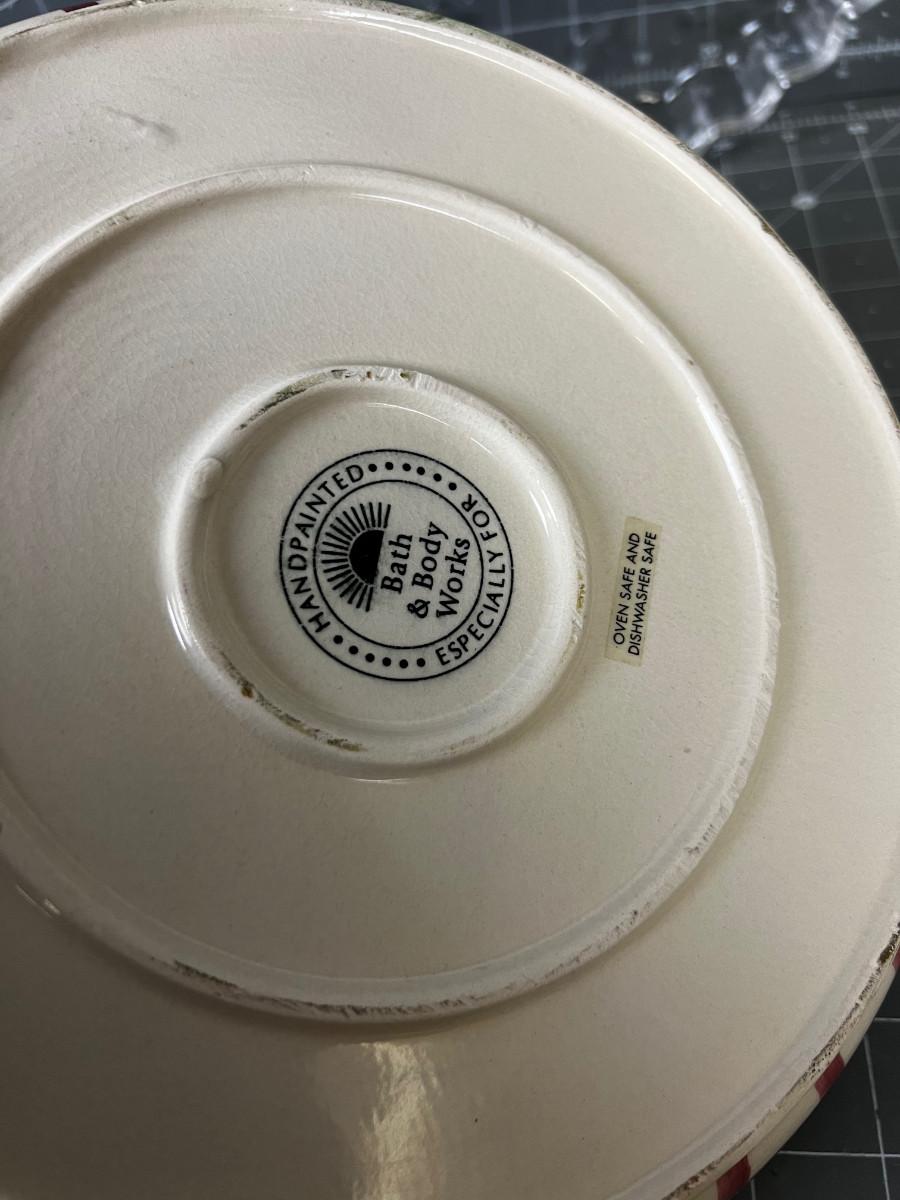 HANDPAINTED
ESPECIALLY FOR
Bath
& Body
Works
OVEN SAFE AND
DISHWASHER SAFE